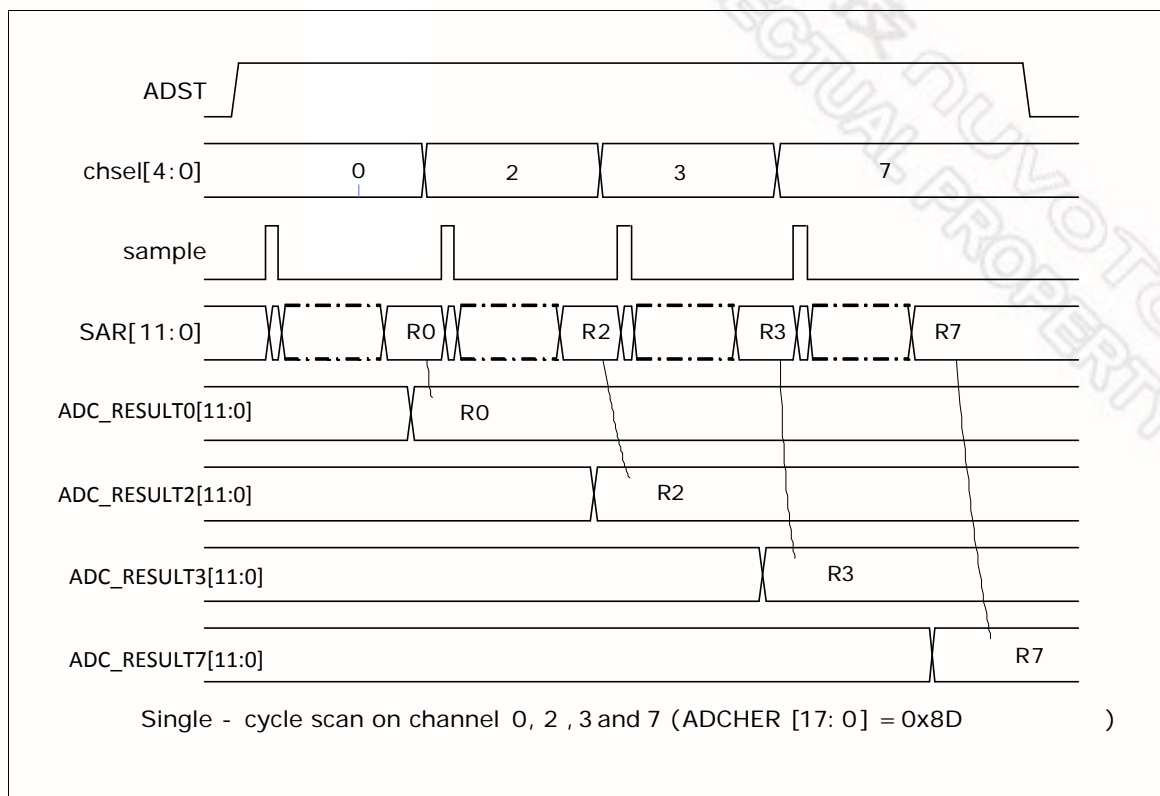 ADST
chsel[4:0] 0 2 3 7
sample
SAR[11:0] R0 R2 R3 R7
ADC_RESULT0[11:0] R0
ADC_RESULT2[11:0] R2
ADC_RESULT3[11:0] R3
ADC_RESULT7[11:0] R7
Single - cycle scan on channel 0, 2 , 3 and 7 (ADCHER [17: 0] = 0x8D )